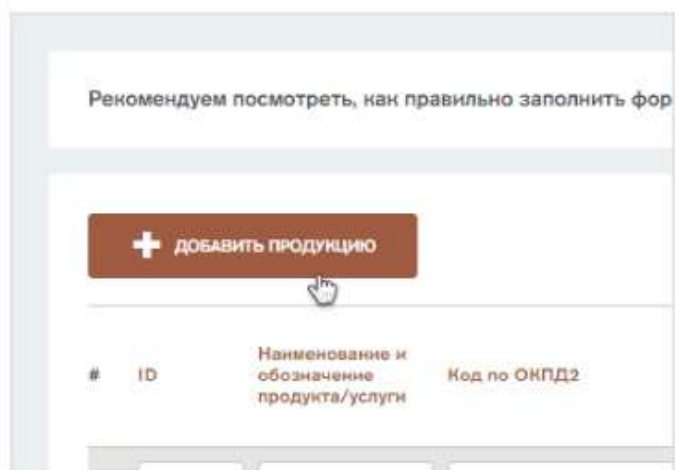 Рекомендуем посмотреть, как правильно заполнить фор
ДОБАВИТЬ ПРОДУКЦИЮ
# ID Наименование и обозначение продукта/услуги Код по ОКПД2